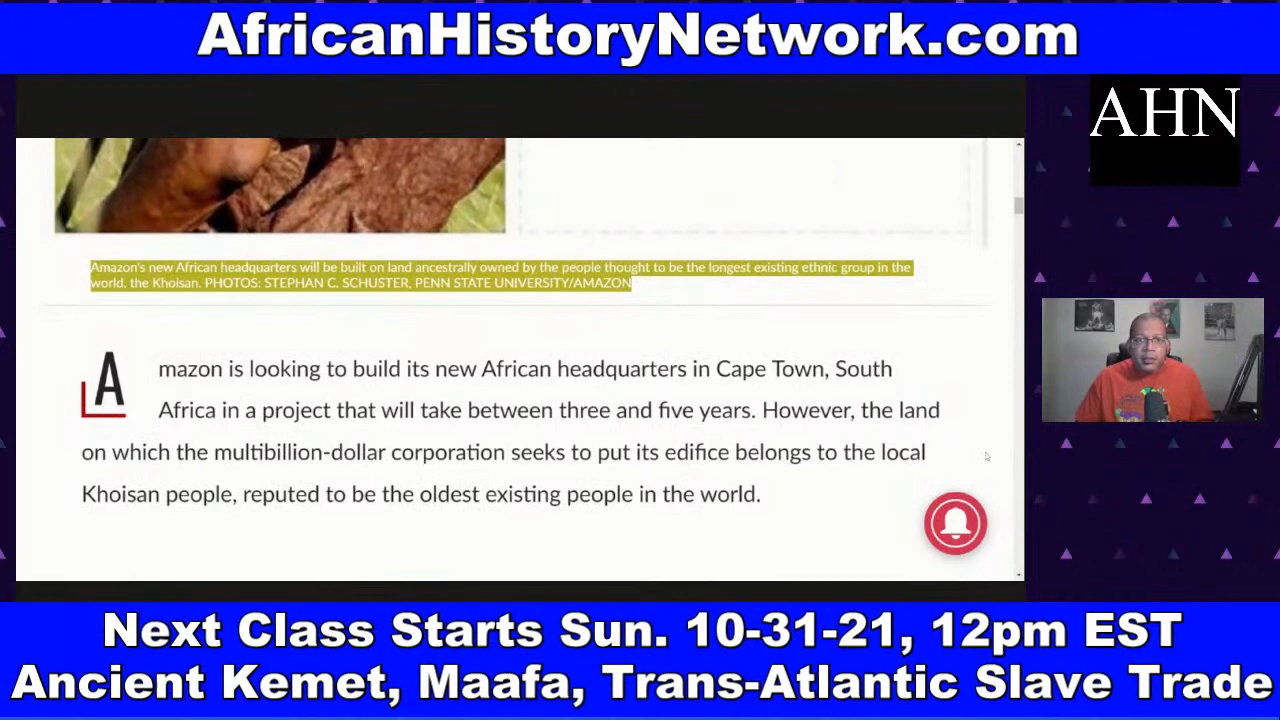 AfricanHistoryNetwork.com
AHN
Amazon's new African headquarters will be built on land ancestrally owned by the people thought to be the longest existing ethnic group in the
world. the Khoisan. PHOTOS: STEPHAN C. SCHUSTER, PENN STATE UNIVERSITY/AMAZON
Amazon is looking to build its new African headquarters in Cape Town, South
Africa in a project that will take between three and five years. However, the land
on which the multibillion-dollar corporation seeks to put its edifice belongs to the local
Khoisan people, reputed to be the oldest existing people in the world.
Next Class Starts Sun. 10-31-21, 12pm EST
Ancient Kemet, Maafa, Trans-Atlantic Slave Trade